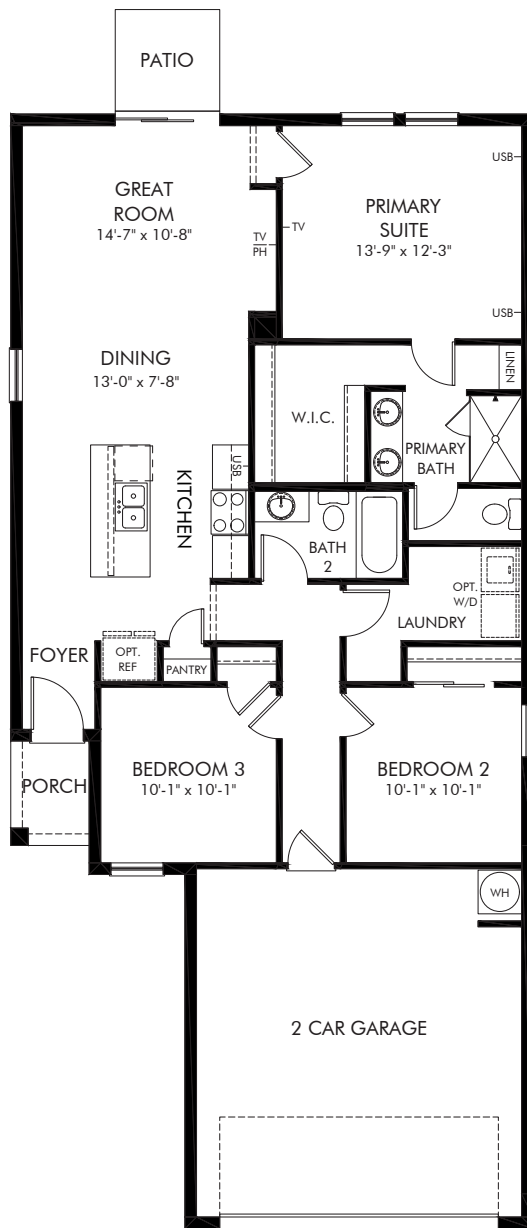 PATIO
USB
GREAT
ROOM
14'-7" x 10'-8"
PRIMARY
SUITE
13'-9" x 12'-3"
TV
TV
PH
USB
DINING
13'-0" x 7'-8"
LINEN
W.I.C.
PRIMARY
BATH
USB
KITCHEN
BATH
2
OPT.
W/D
LAUNDRY
FOYER
OPT.
REF
PANTRY
PORCH
BEDROOM 3
10'-1" x 10'-1"
BEDROOM 2
10'-1" x 10'-1"
WH
2 CAR GARAGE